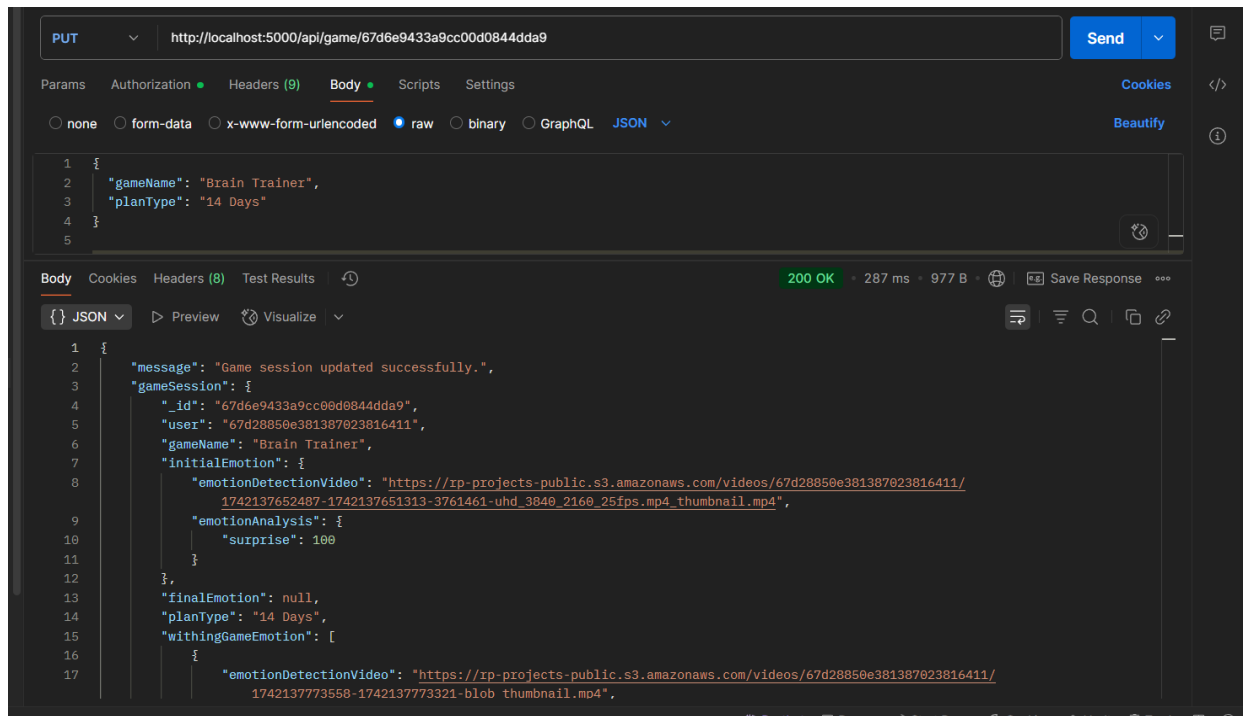 PUT http://localhost:5000/api/game/67d6e9433a9cc00d0844dda9 Send
Params Authorization Headers (9) Body Scripts Settings Cookies
none form-data x-www-form-urlencoded raw binary GraphQL JSON Beautify
1 {
2 "gameName": "Brain Trainer",
3 "planType": "14 Days"
4 }
5
Body Cookies Headers (8) Test Results 200 OK 287 ms 977 B e.g. Save Response
{} JSON Preview Visualize
1 {
2 "message": "Game session updated successfully.",
3 "gameSession": {
4 "_id": "67d6e9433a9cc00d0844dda9",
5 "user": "67d28850e381387023816411",
6 "gameName": "Brain Trainer",
7 "initialEmotion": {
8 "emotionDetectionVideo": "https://rp-projects-public.s3.amazonaws.com/videos/67d28850e381387023816411/
1742137652487-1742137651313-3761461-uhd_3840_2160_25fps.mp4_thumbnail.mp4",
9 "emotionAnalysis": {
10 "surprise": 100
11 }
12 },
13 "finalEmotion": null,
14 "planType": "14 Days",
15 "withingGameEmotion": [
16 {
17 "emotionDetectionVideo": "https://rp-projects-public.s3.amazonaws.com/videos/67d28850e381387023816411/
1742137773558-1742137773321-blob thumbnail.mp4",